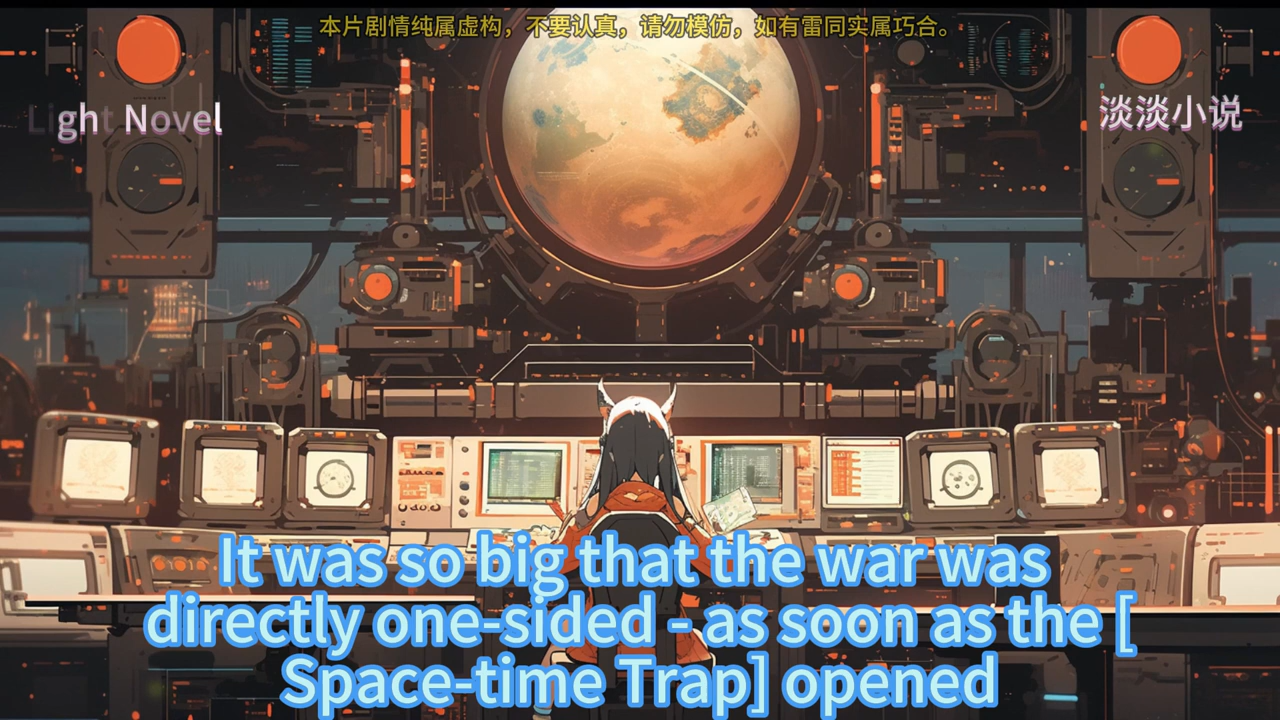 本片剧情纯属虚构，不要认真，请勿模仿，如有雷同实属巧合。
Light Novel
淡淡小说
It was so big that the war was
directly one-sided - as soon as the [
Space-time Trap] opened